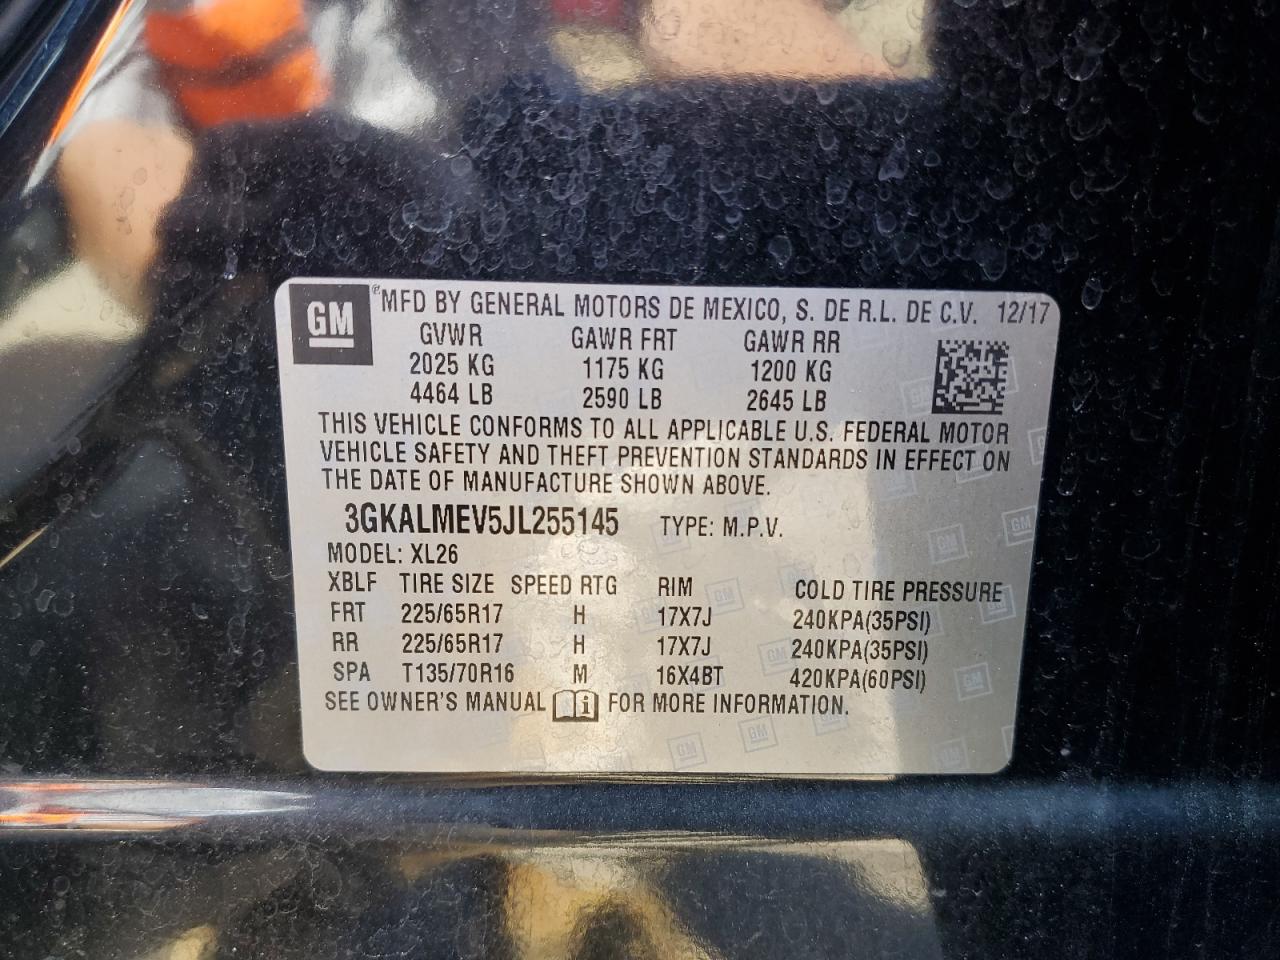 GM ®MFD BY GENERAL MOTORS DE MEXICO, S. DE R.L. DE C.V. 12/17
GVWR GAWR FRT GAWR RR
2025 KG 1175 KG 1200 KG
4464 LB 2590 LB 2645 LB
THIS VEHICLE CONFORMS TO ALL APPLICABLE U.S. FEDERAL MOTOR
VEHICLE SAFETY AND THEFT PREVENTION STANDARDS IN EFFECT ON
THE DATE OF MANUFACTURE SHOWN ABOVE.
3GKALMEV5JL255145 TYPE: M.P.V.
MODEL: XL26
XBLF TIRE SIZE SPEED RTG RIM COLD TIRE PRESSURE
FRT 225/65R17 H 17X7J 240KPA(35PSI)
RR 225/65R17 H 17X7J 240KPA(35PSI)
SPA T135/70R16 M 16X4BT 420KPA(60PSI)
SEE OWNER'S MANUAL i FOR MORE INFORMATION.